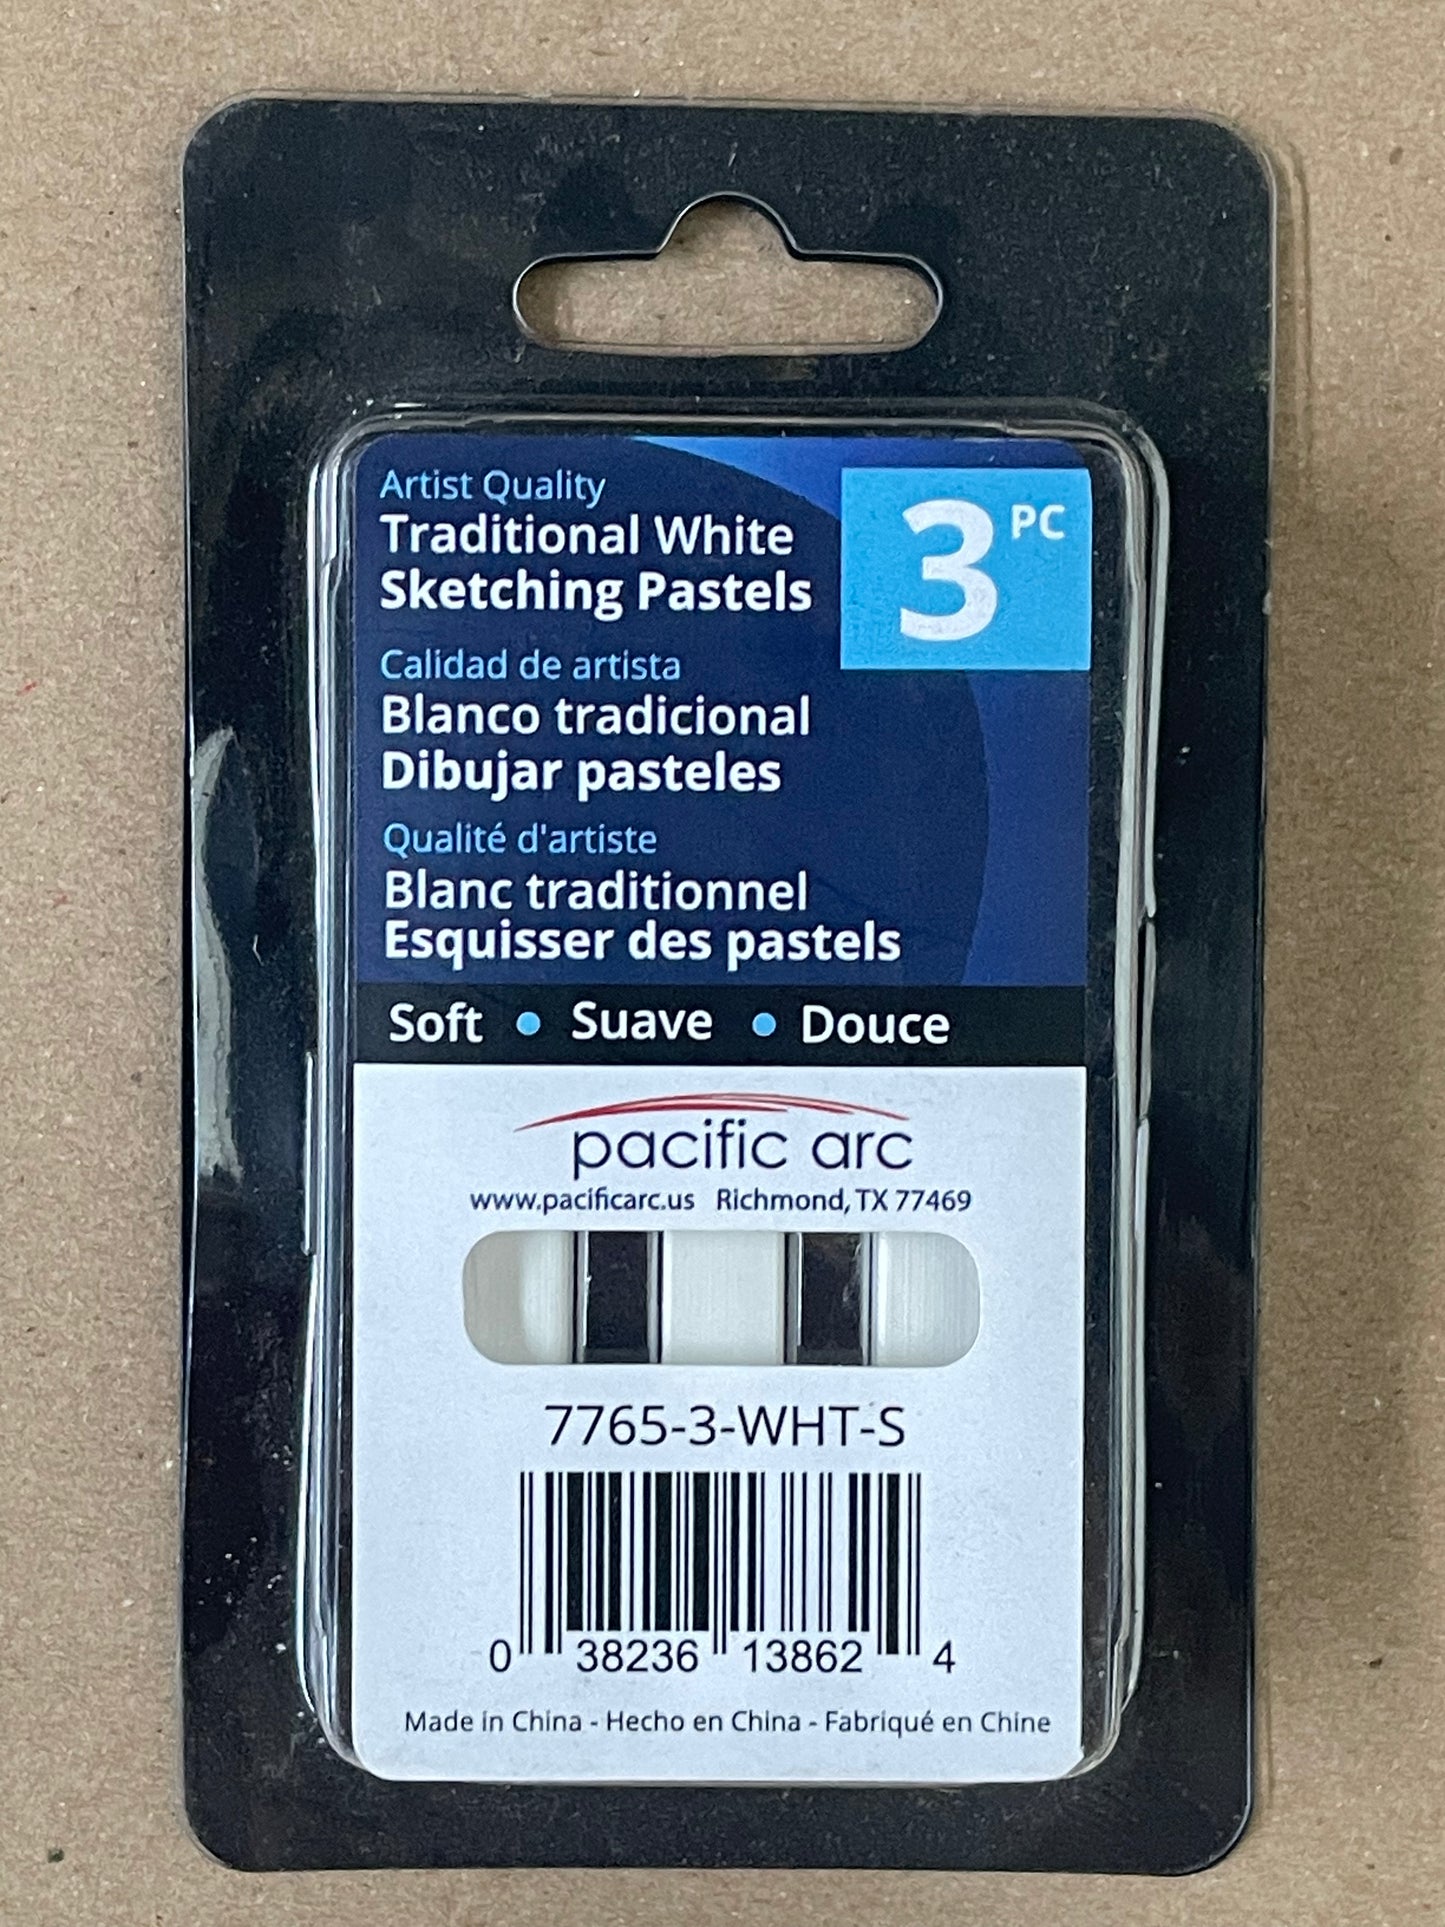 Artist Quality
Traditional White
Sketching Pastels
3 PC
Calidad de artista
Blanco tradicional
Dibujar pasteles
Qualité d'artiste
Blanc traditionnel
Esquisser des pastels
Soft • Suave • Douce
pacific arc
www.pacificarc.us Richmond, TX 77469
7765-3-WHT-S
0 38236 13862 4
Made in China - Hecho en China - Fabriqué en Chine